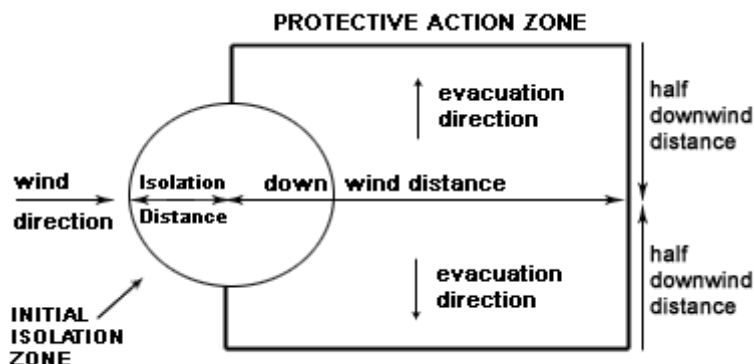 PROTECTIVE ACTION ZONE
evacuation
direction
half
downwind
distance
wind
direction
Isolation
Distance
down wind distance
evacuation
direction
half
downwind
distance
INITIAL
ISOLATION
ZONE